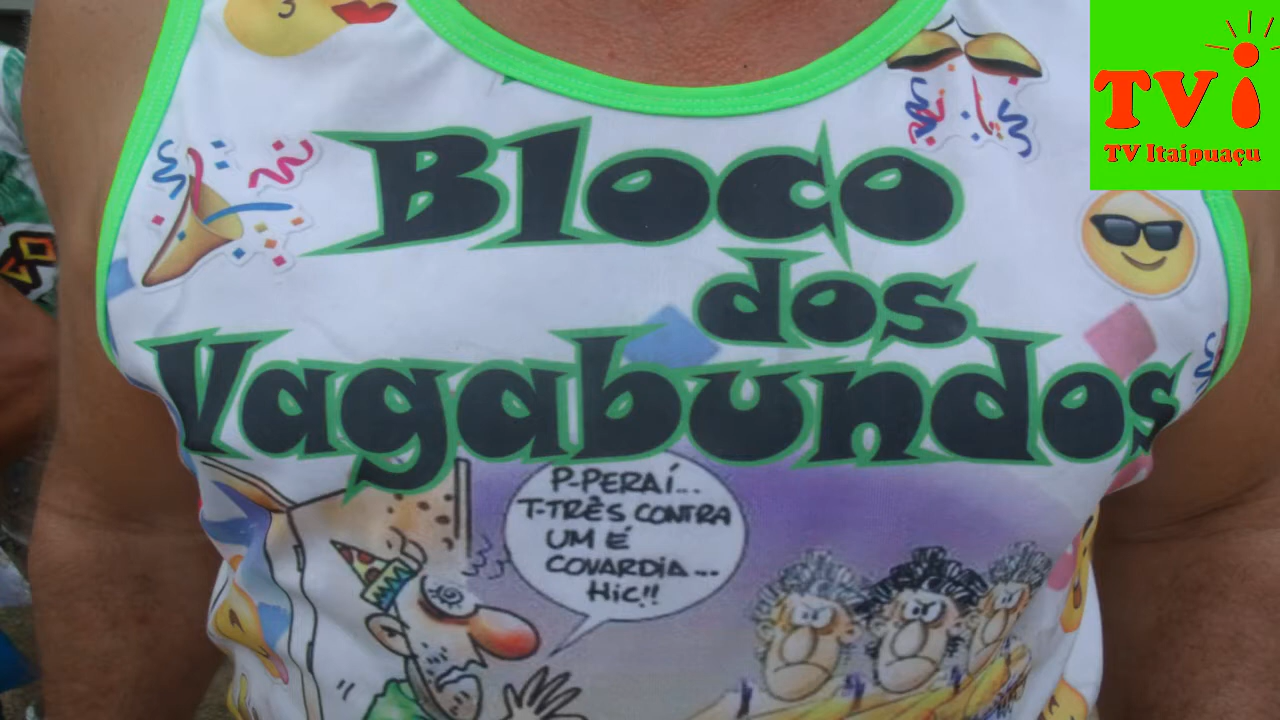 TVi
TV Itaipuaçu
Bloco
dos
Vagabundos
P-PERAÍ...
T-TRÊS CONTRA
UM É
COVARDIA...
HIC!!